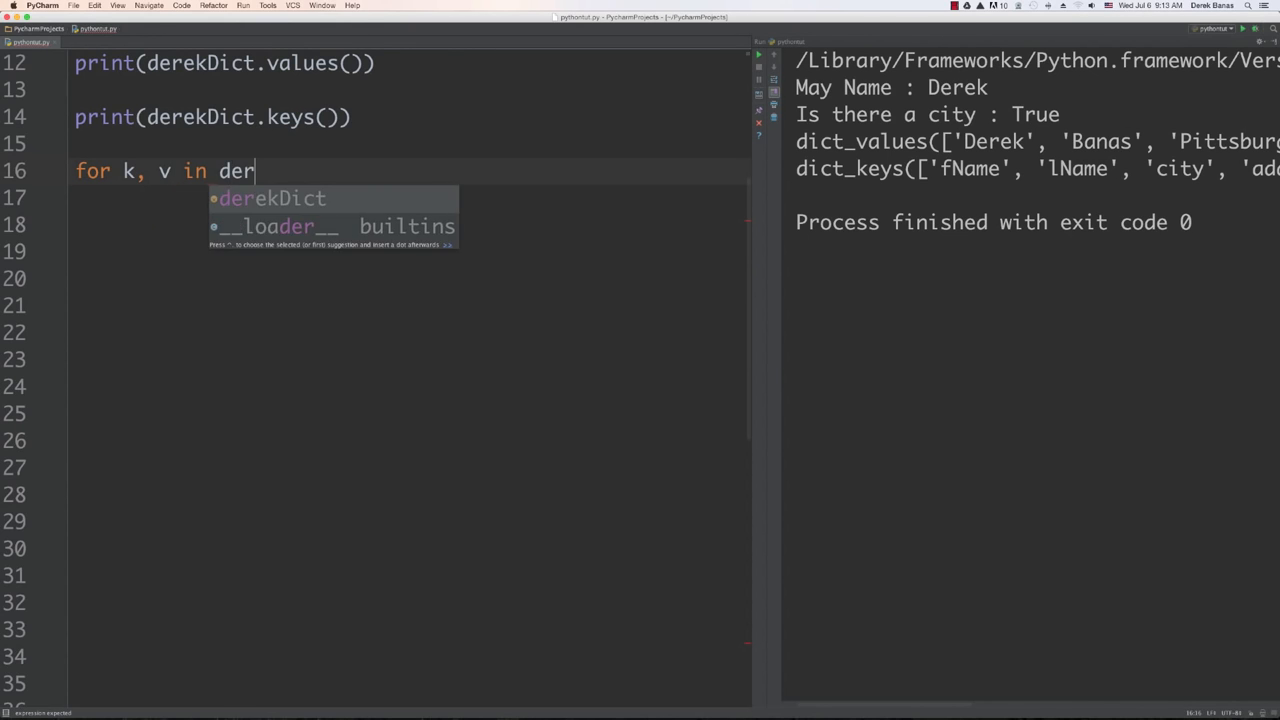 PyCharm File Edit View Navigate Code Refactor Run Tools VCS Window Help 10 Wed Jul 6 9:13 AM Derek Banas
pythontut.py - PycharmProjects - [~/PycharmProjects]
PycharmProjects pythontut.py pythontut
pythontut.py
Run pythontut
12 print(derekDict.values())
13
14 print(derekDict.keys())
15
16 for k, v in der
derekDict
__loader__ builtins
Press ^. to choose the selected (or first) suggestion and insert a dot afterwards >>
17
18
19
20
21
22
23
24
25
26
27
28
29
30
31
32
33
34
35
/Library/Frameworks/Python.framework/Vers
May Name : Derek
Is there a city : True
dict_values(['Derek', 'Banas', 'Pittsburg
dict_keys(['fName', 'lName', 'city', 'add
Process finished with exit code 0
expression expected
16:16 LF÷ UTF-8÷